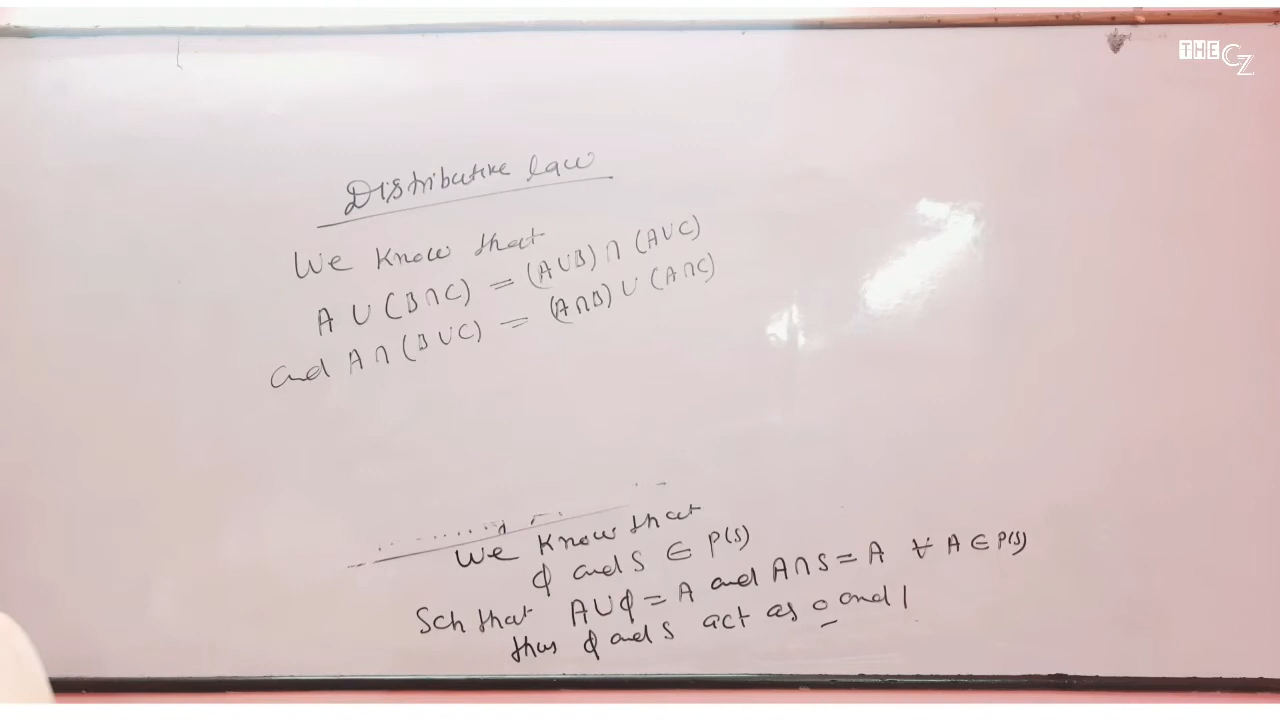 THE CZ
Distributive law
We know that
A ∪ (B∩C) = (A∪B) ∩ (A∪C)
and A ∩ (B∪C) = (A∩B) ∪ (A∩C)
We know that
ϕ and S ∈ P(S)
Sch that A∪ϕ = A and A∩S = A ∀ A ∈ P(S)
thus ϕ and S act as 0 and 1